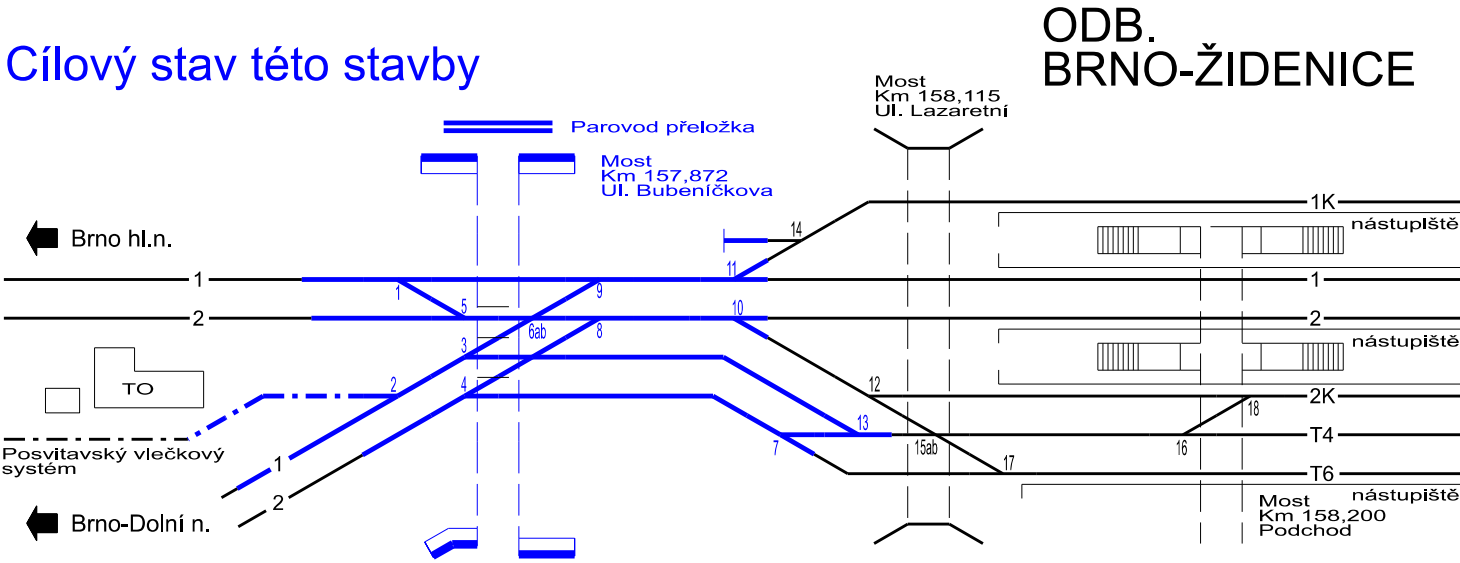 ODB.
BRNO-ŽIDENICE
Cílový stav této stavby
Most
Km 158,115
Ul. Lazaretní
Parovod přeložka
Most
Km 157,872
Ul. Bubeníčkova
1K
nástupiště
14
Brno hl.n.
11
1
1
1
9
5
10
2
6ab
8
2
nástupiště
3
TO
2
4
12
2K
18
13
7
15ab
16
T4
Posvitavský vlečkový
systém
1
17
T6
2
nástupiště
Most
Km 158,200
Podchod
Brno-Dolní n.